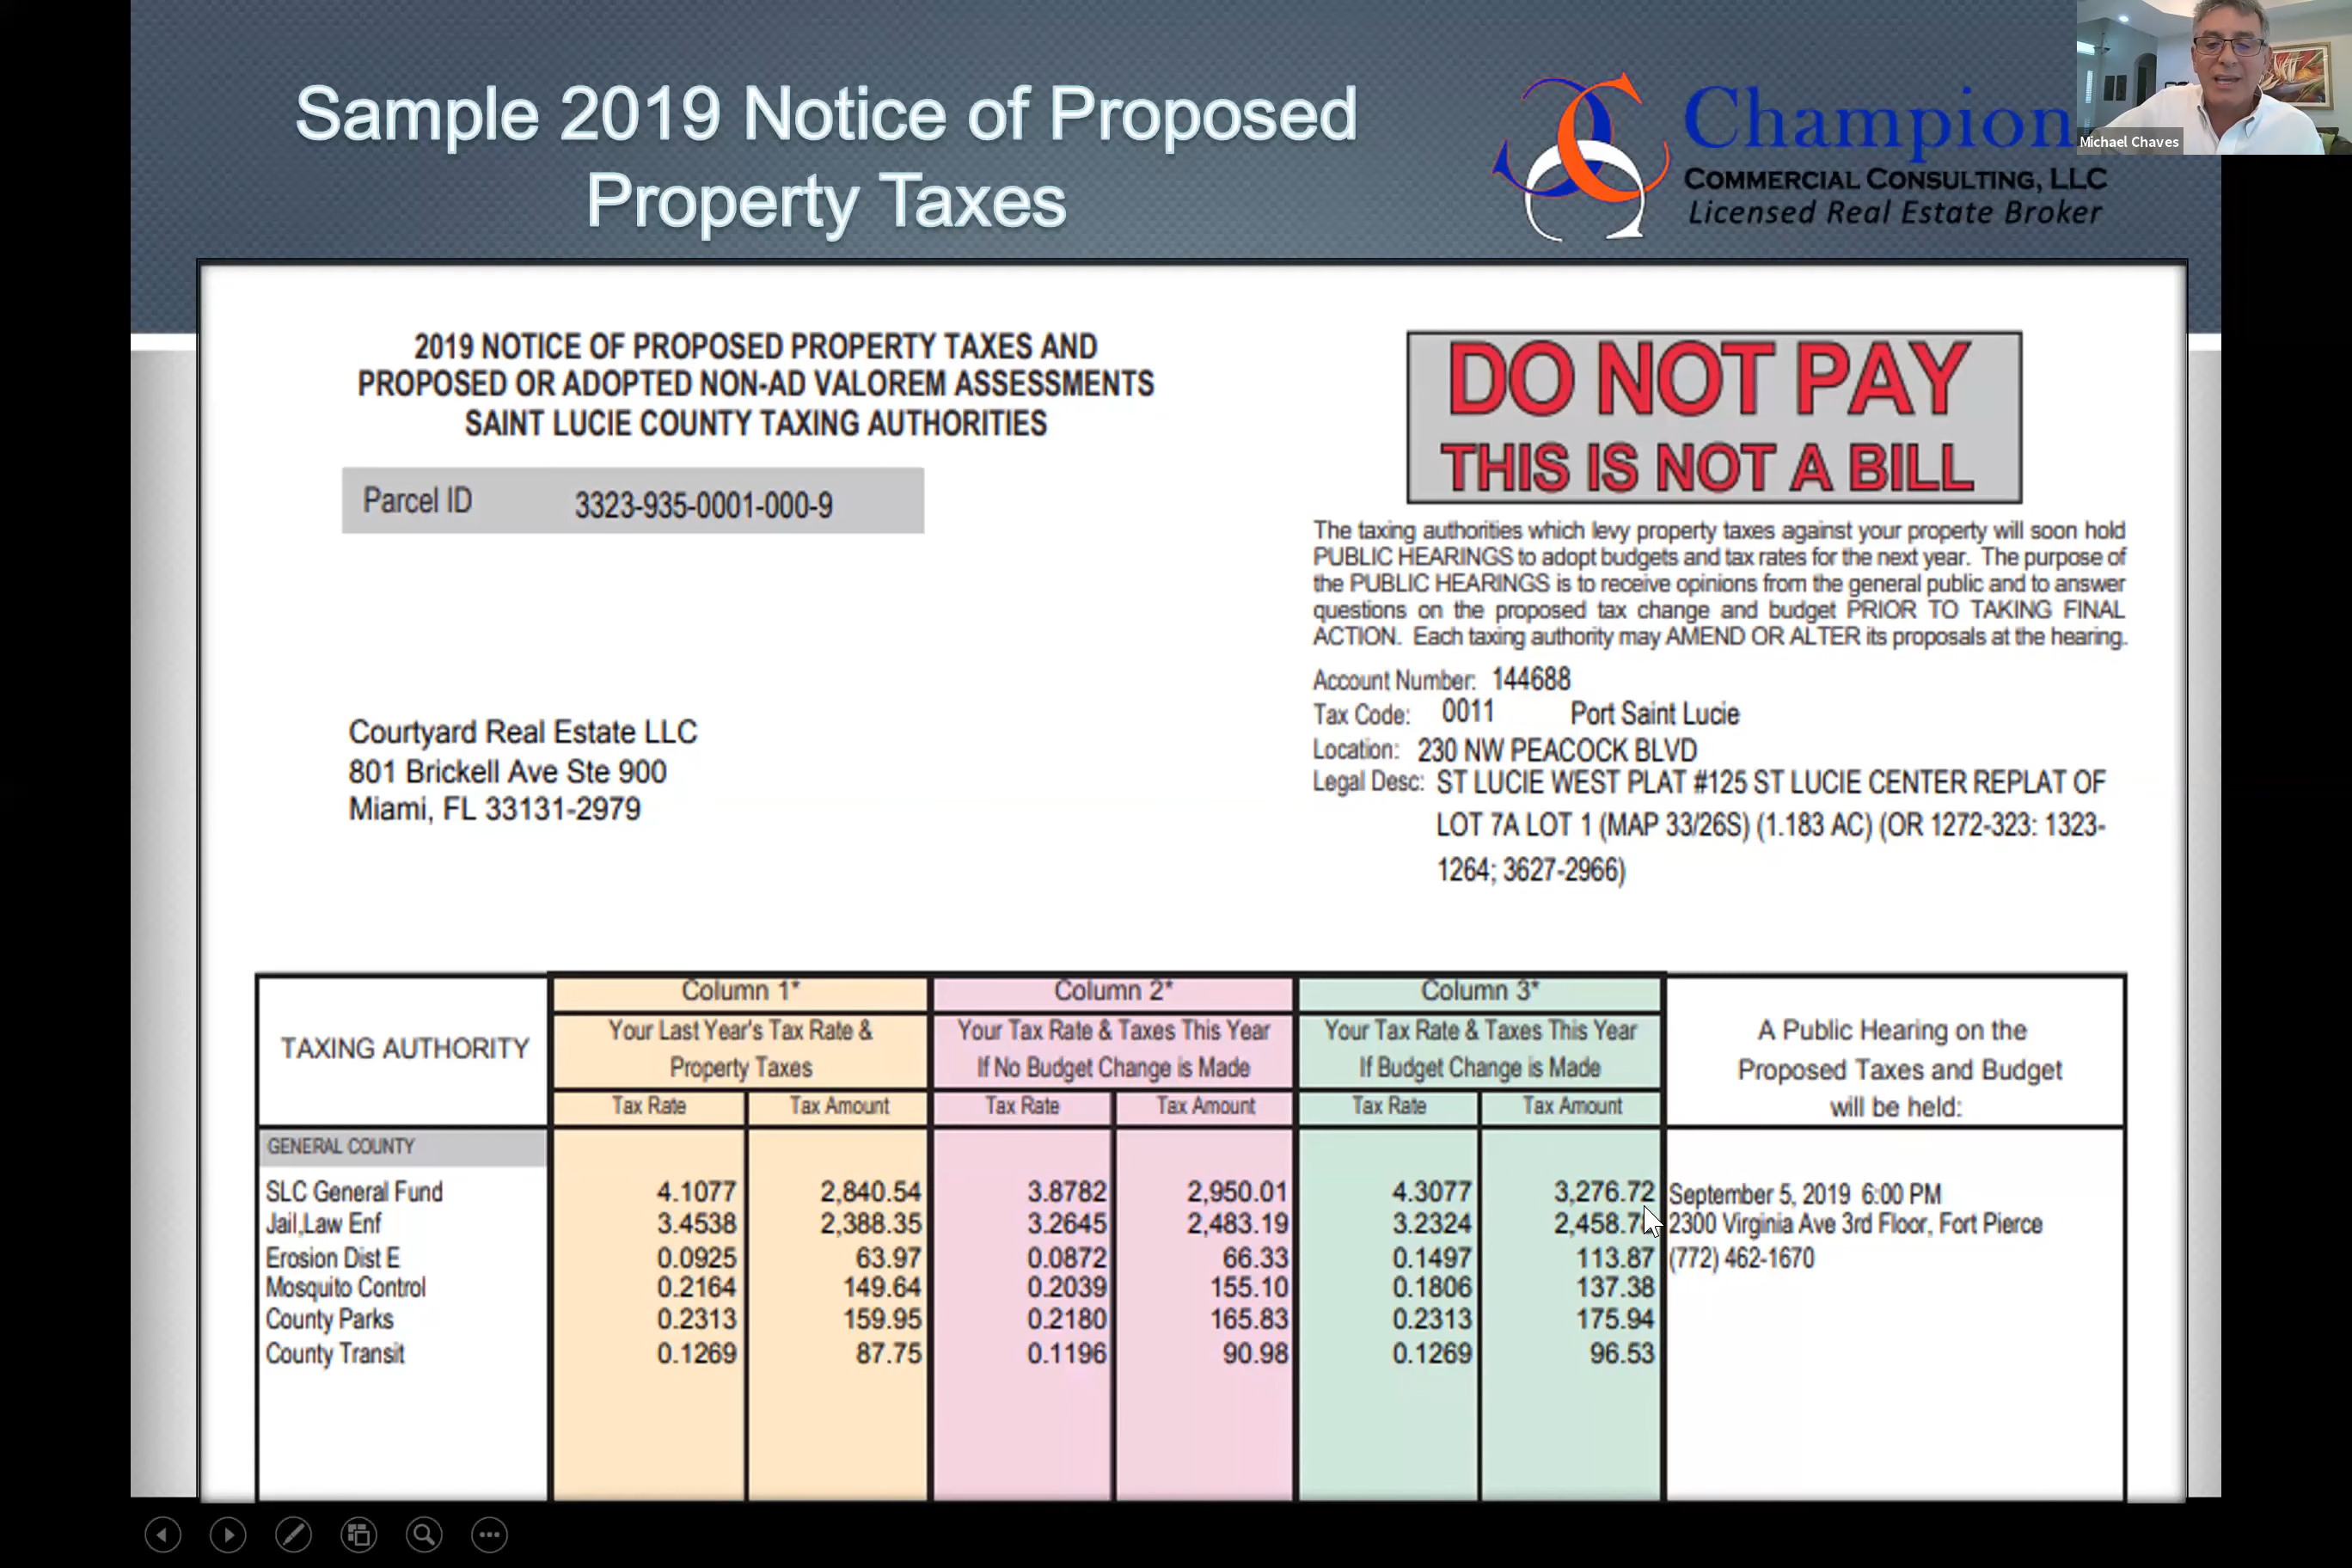 Sample 2019 Notice of Proposed
Property Taxes
Champion
COMMERCIAL CONSULTING, LLC
Licensed Real Estate Broker
Michael Chaves
2019 NOTICE OF PROPOSED PROPERTY TAXES AND
PROPOSED OR ADOPTED NON-AD VALOREM ASSESSMENTS
SAINT LUCIE COUNTY TAXING AUTHORITIES
Parcel ID 3323-935-0001-000-9
DO NOT PAY
THIS IS NOT A BILL
The taxing authorities which levy property taxes against your property will soon hold
PUBLIC HEARINGS to adopt budgets and tax rates for the next year. The purpose of
the PUBLIC HEARINGS is to receive opinions from the general public and to answer
questions on the proposed tax change and budget PRIOR TO TAKING FINAL
ACTION. Each taxing authority may AMEND OR ALTER its proposals at the hearing.
Account Number: 144688
Tax Code: 0011 Port Saint Lucie
Location: 230 NW PEACOCK BLVD
Legal Desc: ST LUCIE WEST PLAT #125 ST LUCIE CENTER REPLAT OF
LOT 7A LOT 1 (MAP 33/26S) (1.183 AC) (OR 1272-323: 1323-
1264; 3627-2966)
Courtyard Real Estate LLC
801 Brickell Ave Ste 900
Miami, FL 33131-2979
TAXING AUTHORITY
Column 1*
Your Last Year's Tax Rate &
Property Taxes
Tax Rate Tax Amount
Column 2*
Your Tax Rate & Taxes This Year
If No Budget Change is Made
Tax Rate Tax Amount
Column 3*
Your Tax Rate & Taxes This Year
If Budget Change is Made
Tax Rate Tax Amount
A Public Hearing on the
Proposed Taxes and Budget
will be held:
GENERAL COUNTY
SLC General Fund 4.1077 2,840.54 3.8782 2,950.01 4.3077 3,276.72 September 5, 2019 6:00 PM
Jail,Law Enf 3.4538 2,388.35 3.2645 2,483.19 3.2324 2300 Virginia Ave 3rd Floor, Fort Pierce
Erosion Dist E 0.0925 63.97 0.0872 66.33 0.1497 113.87 (772) 462-1670
Mosquito Control 0.2164 149.64 0.2039 155.10 0.1806 137.38
County Parks 0.2313 159.95 0.2180 165.83 0.2313 175.94
County Transit 0.1269 87.75 0.1196 90.98 0.1269 96.53